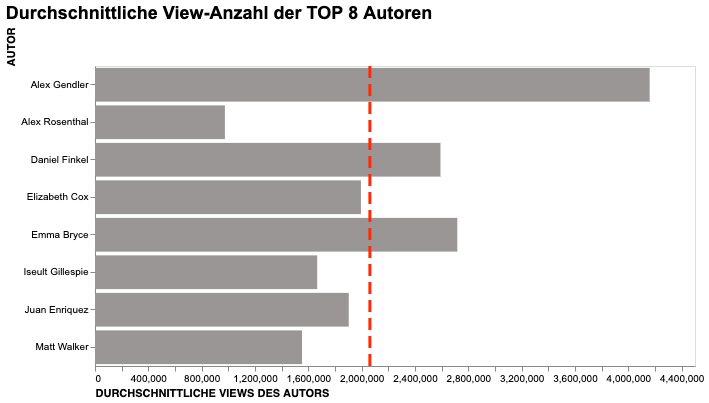 Durchschnittliche View-Anzahl der TOP 8 Autoren
AUTOR
Alex Gendler
Alex Rosenthal
Daniel Finkel
Elizabeth Cox
Emma Bryce
Iseult Gillespie
Juan Enriquez
Matt Walker
0 400,000 800,000 1,200,000 1,600,000 2,000,000 2,400,000 2,800,000 3,200,000 3,600,000 4,000,000 4,400,000
DURCHSCHNITTLICHE VIEWS DES AUTORS